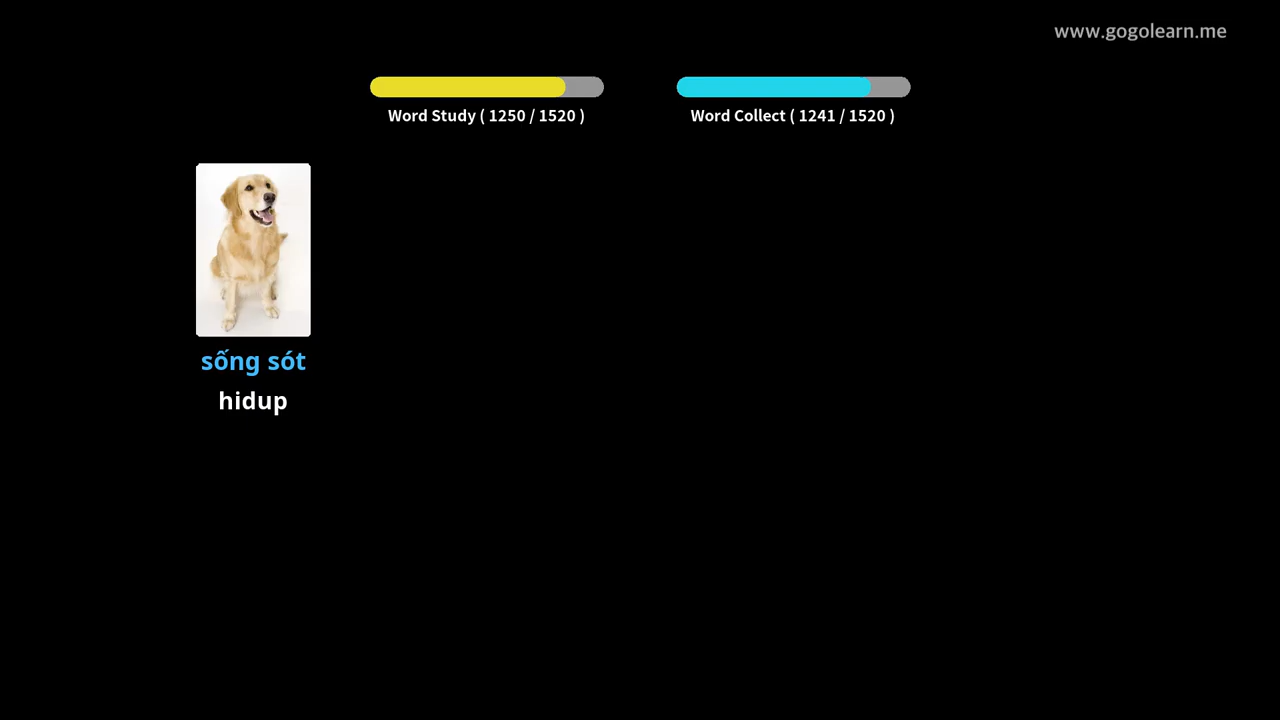 www.gogolearn.me
Word Study ( 1250 / 1520 )
Word Collect ( 1241 / 1520 )
sống sót
hidup